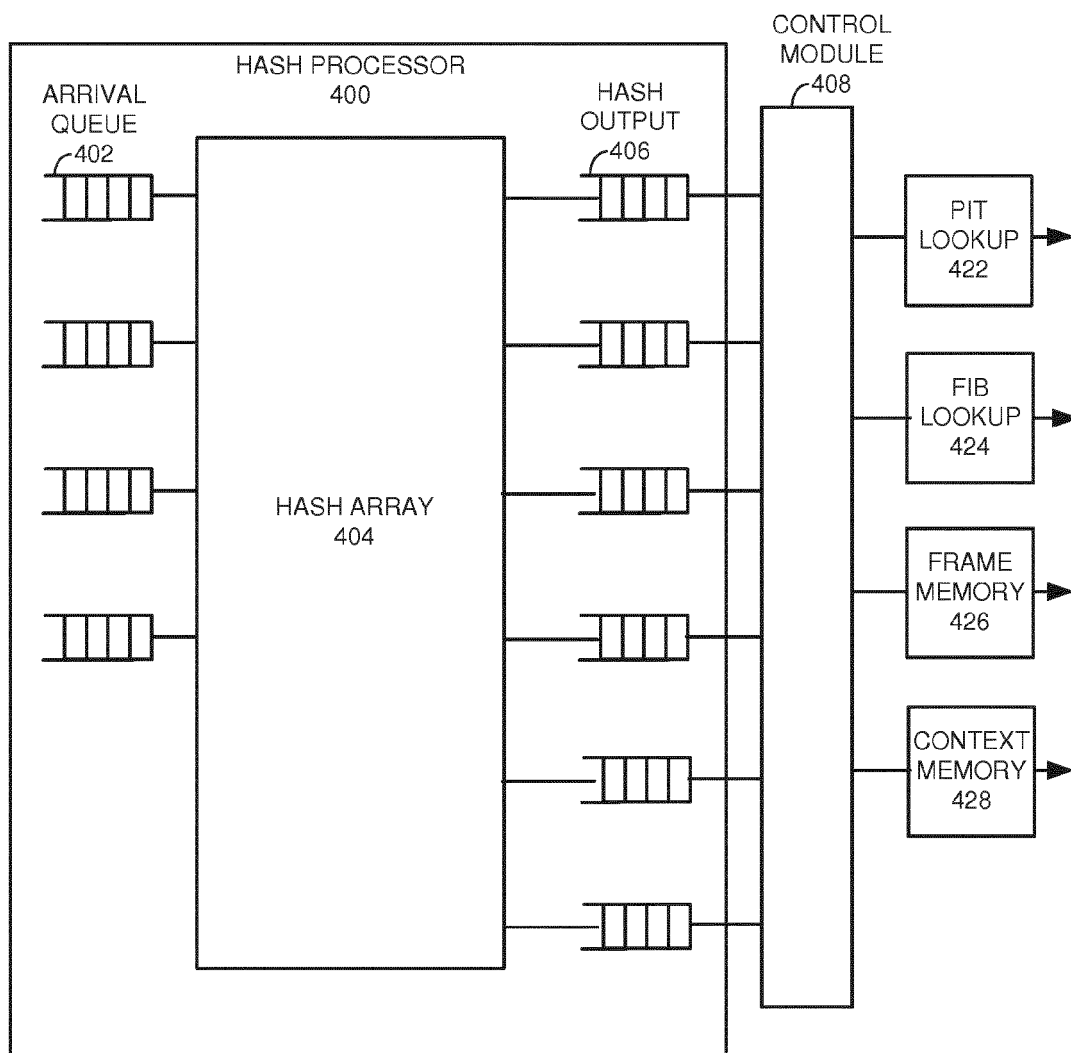 CONTROL
MODULE
408
HASH PROCESSOR
400
ARRIVAL
QUEUE
402
HASH
OUTPUT
406
HASH ARRAY
404
PIT
LOOKUP
422
FIB
LOOKUP
424
FRAME
MEMORY
426
CONTEXT
MEMORY
428